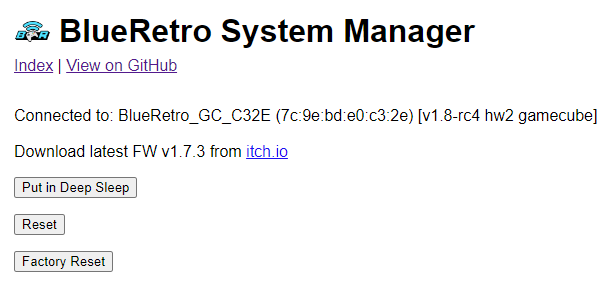 BlueRetro System Manager
Index | View on GitHub
Connected to: BlueRetro_GC_C32E (7c:9e:bd:e0:c3:2e) [v1.8-rc4 hw2 gamecube]
Download latest FW v1.7.3 from itch.io
Put in Deep Sleep
Reset
Factory Reset